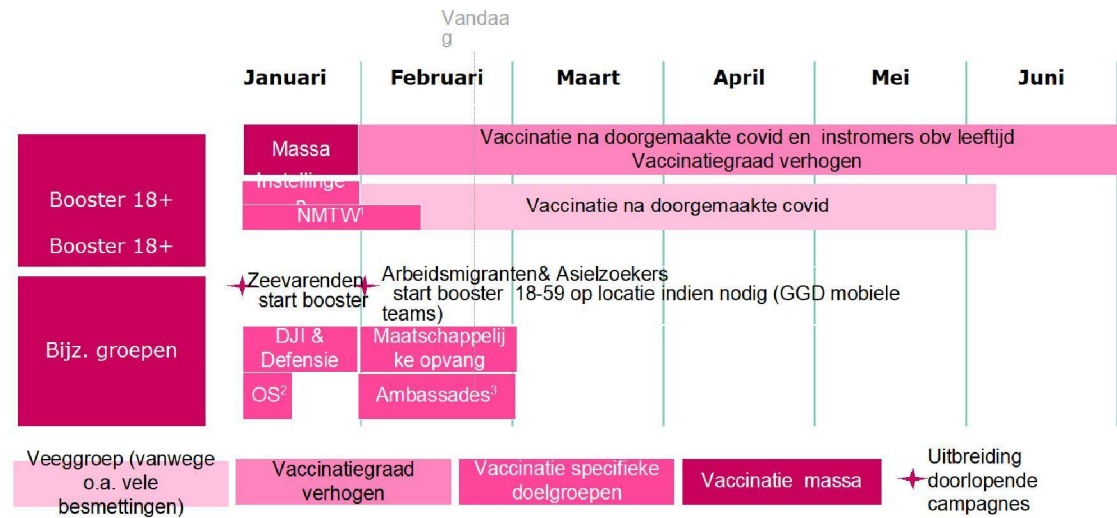 Vandaa
g
Januari Februari Maart April Mei Juni
Massa
Vaccinatie na doorgemaakte covid en instromers obv leeftijd
Vaccinatiegraad verhogen
Booster 18+
Booster 18+
Instellinge
n
NMTW¹
Vaccinatie na doorgemaakte covid
Bijz. groepen
Zeevarenden
start booster
Arbeidsmigranten& Asielzoekers
start booster 18-59 op locatie indien nodig (GGD mobiele
teams)
DJI &
Defensie
Maatschappelij
ke opvang
OS²
Ambassades³
Veeggroep (vanwege
o.a. vele
besmettingen)
Vaccinatiegraad
verhogen
Vaccinatie specifieke
doelgroepen
Vaccinatie massa
Uitbreiding
doorlopende
campagnes